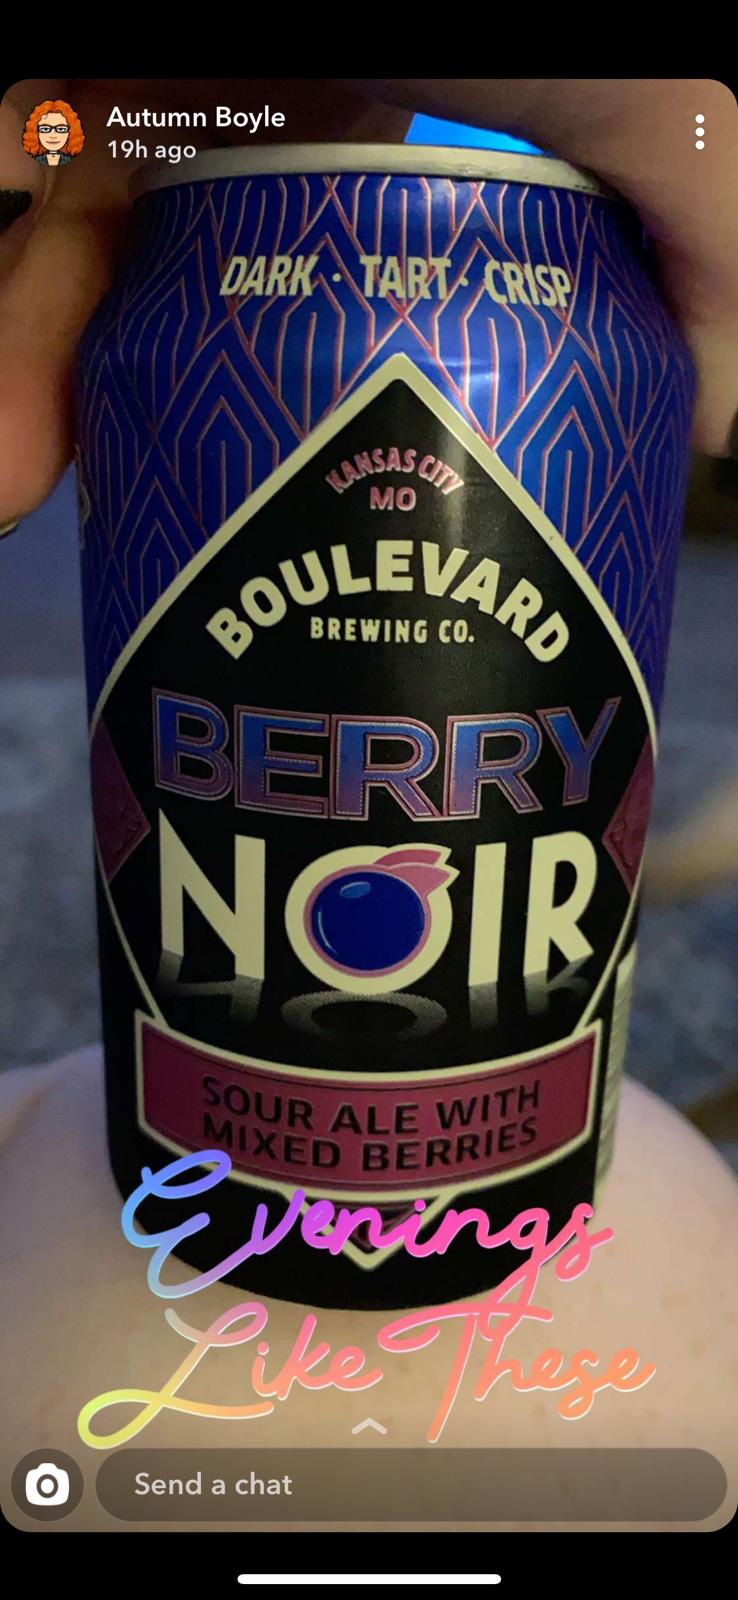 Autumn Boyle
19h ago
DARK · TART · CRISP
KANSAS CITY
MO
BOULEVARD
BREWING CO.
BERRY
NOIR
SOUR ALE WITH
MIXED BERRIES
Evenings
Like These
Send a chat